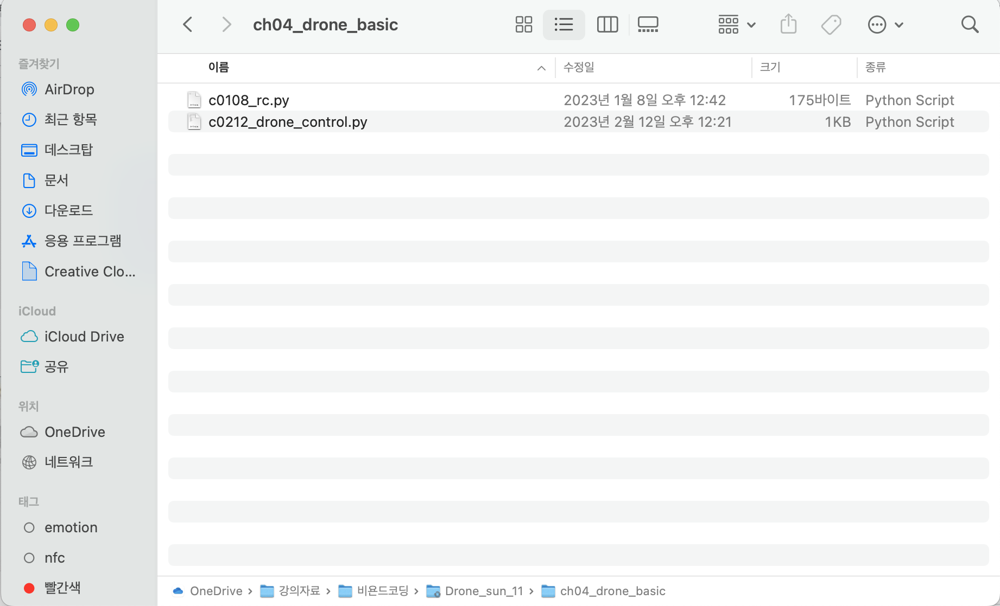 ch04_drone_basic
즐겨찾기
AirDrop
최근 항목
데스크탑
문서
다운로드
응용 프로그램
Creative Clo...
iCloud
iCloud Drive
공유
위치
OneDrive
네트워크
태그
emotion
nfc
빨간색
이름 수정일 크기 종류
c0108_rc.py 2023년 1월 8일 오후 12:42 175바이트 Python Script
c0212_drone_control.py 2023년 2월 12일 오후 12:21 1KB Python Script
OneDrive › 강의자료 › 비욘드코딩 › Drone_sun_11 › ch04_drone_basic